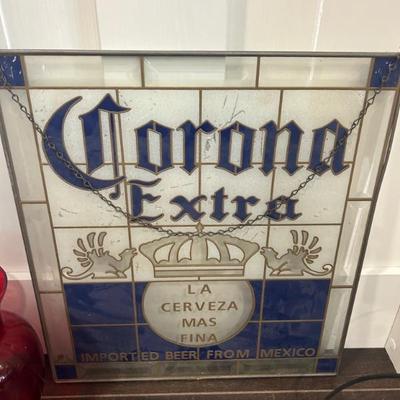 Corona
Extra
LA
CERVEZA
MAS
FINA
IMPORTED BEER FROM MEXICO